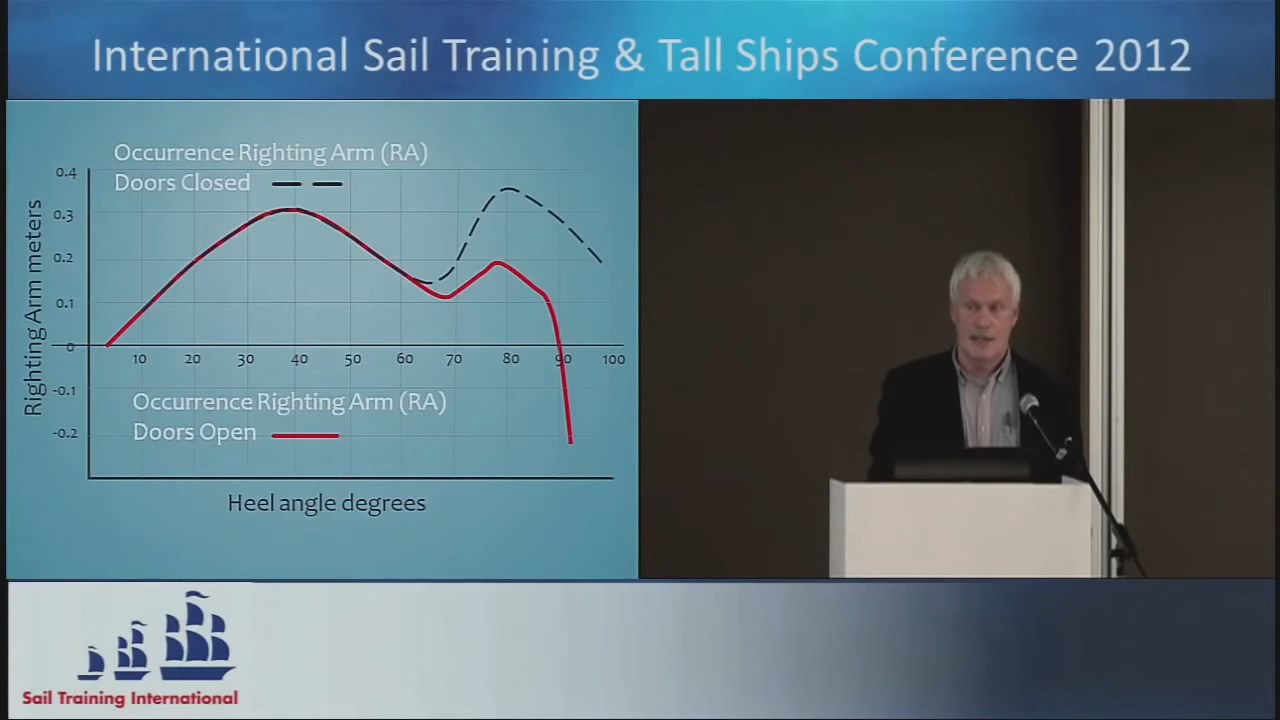 International Sail Training & Tall Ships Conference 2012
Occurrence Righting Arm (RA)
Doors Closed
Righting Arm meters
0.4
0.3
0.2
0.1
0
-0.1
-0.2
10 20 30 40 50 60 70 80 90 100
Occurrence Righting Arm (RA)
Doors Open
Heel angle degrees
Sail Training International